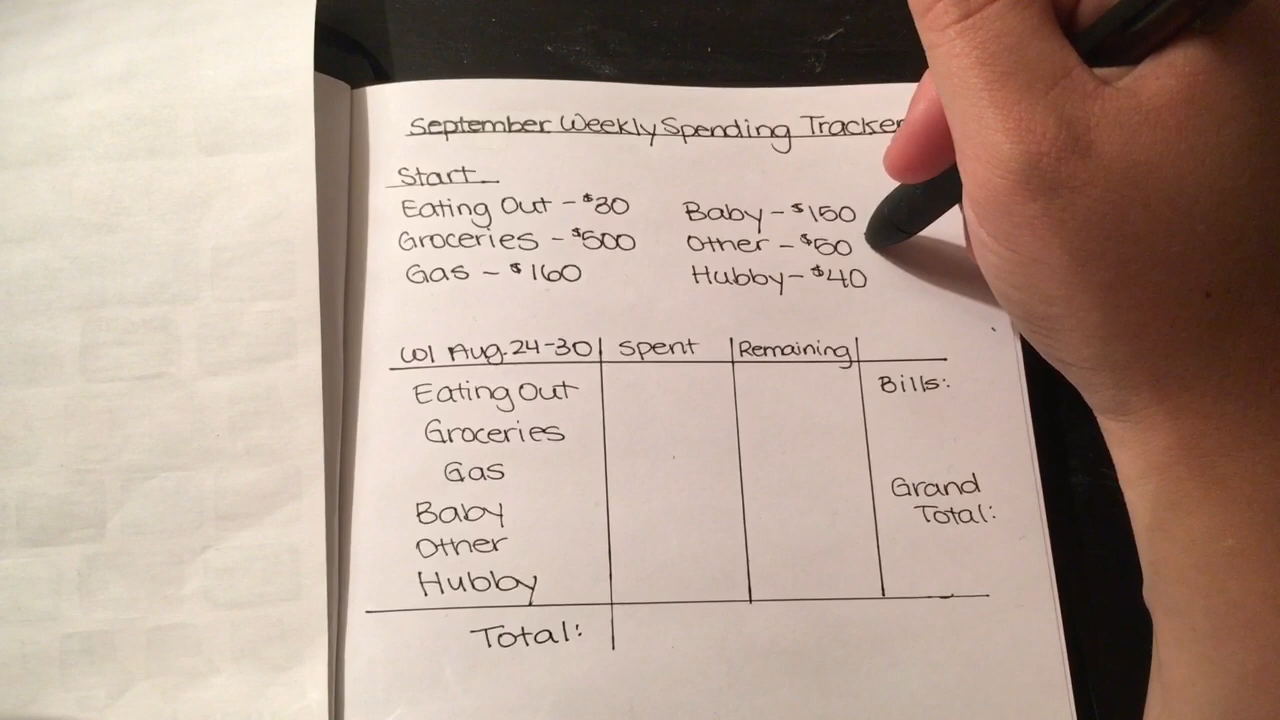 September Weekly Spending Tracker
Start
Eating Out - $30 Baby - $150
Groceries - $500 Other - $50
Gas - $160 Hubby - $40
W1 Aug. 24-30 Spent Remaining
Eating Out Bills:
Groceries
Gas Grand
Baby Total:
Other
Hubby
Total: